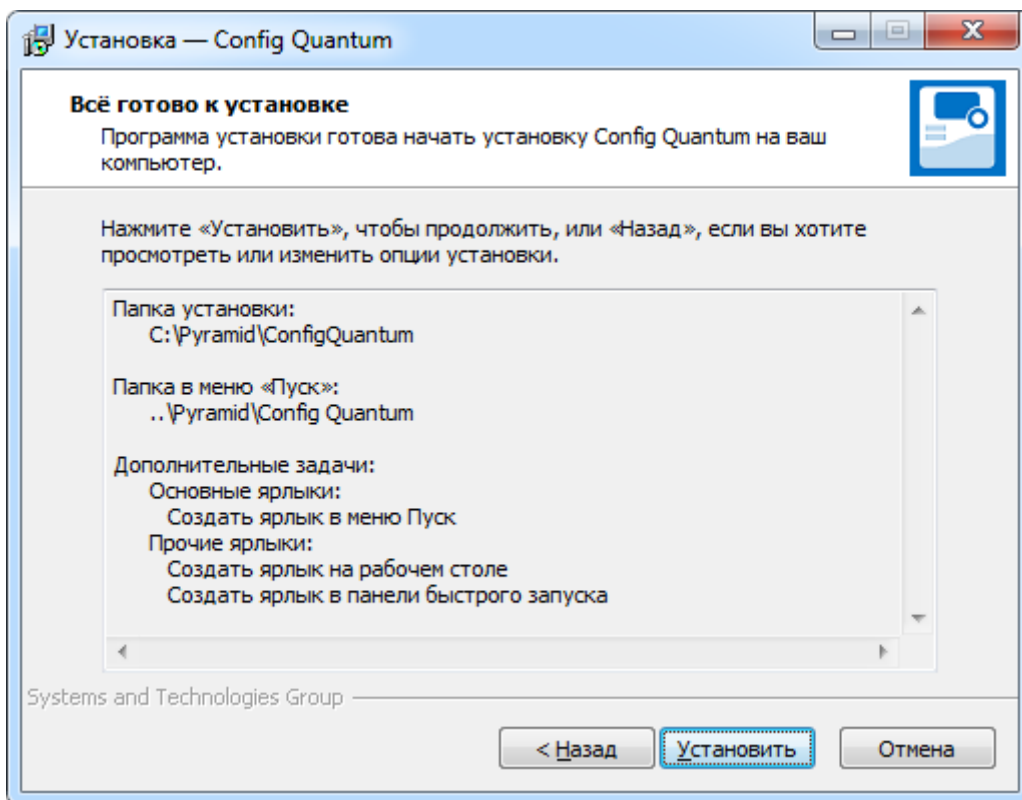 Установка — Config Quantum
Всё готово к установке
Программа установки готова начать установку Config Quantum на ваш
компьютер.
Нажмите «Установить», чтобы продолжить, или «Назад», если вы хотите
просмотреть или изменить опции установки.
Папка установки:
C:\Pyramid\ConfigQuantum
Папка в меню «Пуск»:
..\Pyramid\Config Quantum
Дополнительные задачи:
Основные ярлыки:
Создать ярлык в меню Пуск
Прочие ярлыки:
Создать ярлык на рабочем столе
Создать ярлык в панели быстрого запуска
Systems and Technologies Group
< Назад Установить Отмена